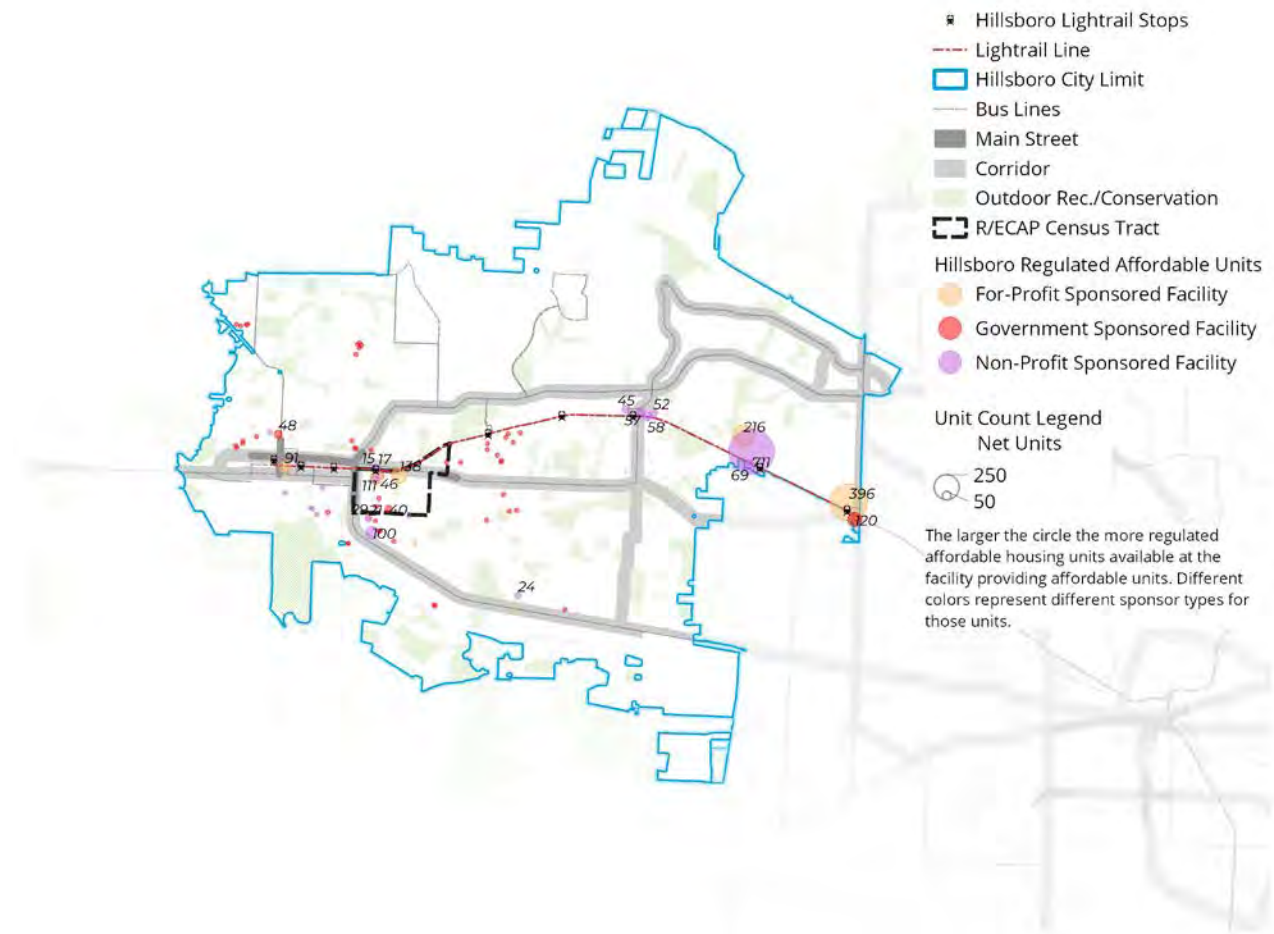 Hillsboro Lightrail Stops
Lightrail Line
Hillsboro City Limit
Bus Lines
Main Street
Corridor
Outdoor Rec./Conservation
R/ECAP Census Tract
Hillsboro Regulated Affordable Units
For-Profit Sponsored Facility
Government Sponsored Facility
Non-Profit Sponsored Facility
Unit Count Legend
Net Units
250
50
The larger the circle the more regulated
affordable housing units available at the
facility providing affordable units. Different
colors represent different sponsor types for
those units.
45
52
58
216
711
69
396
120
48
91
15
17
111
46
40
100
24